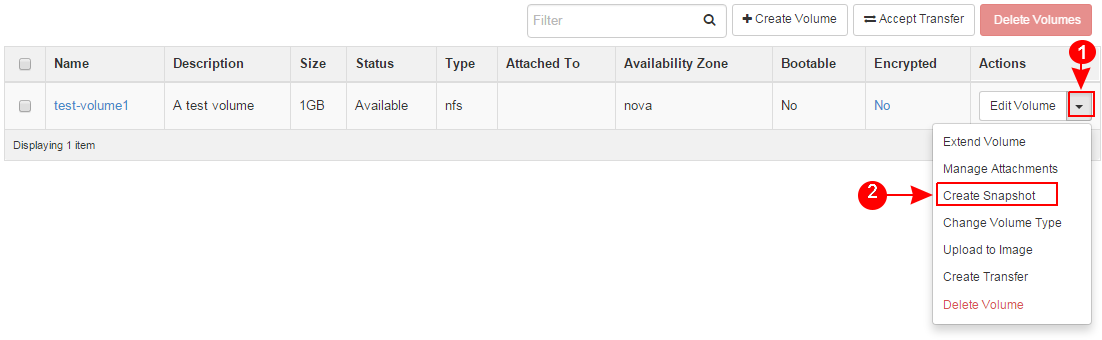 Filter Create Volume Accept Transfer Delete Volumes
1
Name Description Size Status Type Attached To Availability Zone Bootable Encrypted Actions
test-volume1 A test volume 1GB Available nfs nova No No Edit Volume
Displaying 1 item
Extend Volume
Manage Attachments
2 Create Snapshot
Change Volume Type
Upload to Image
Create Transfer
Delete Volume